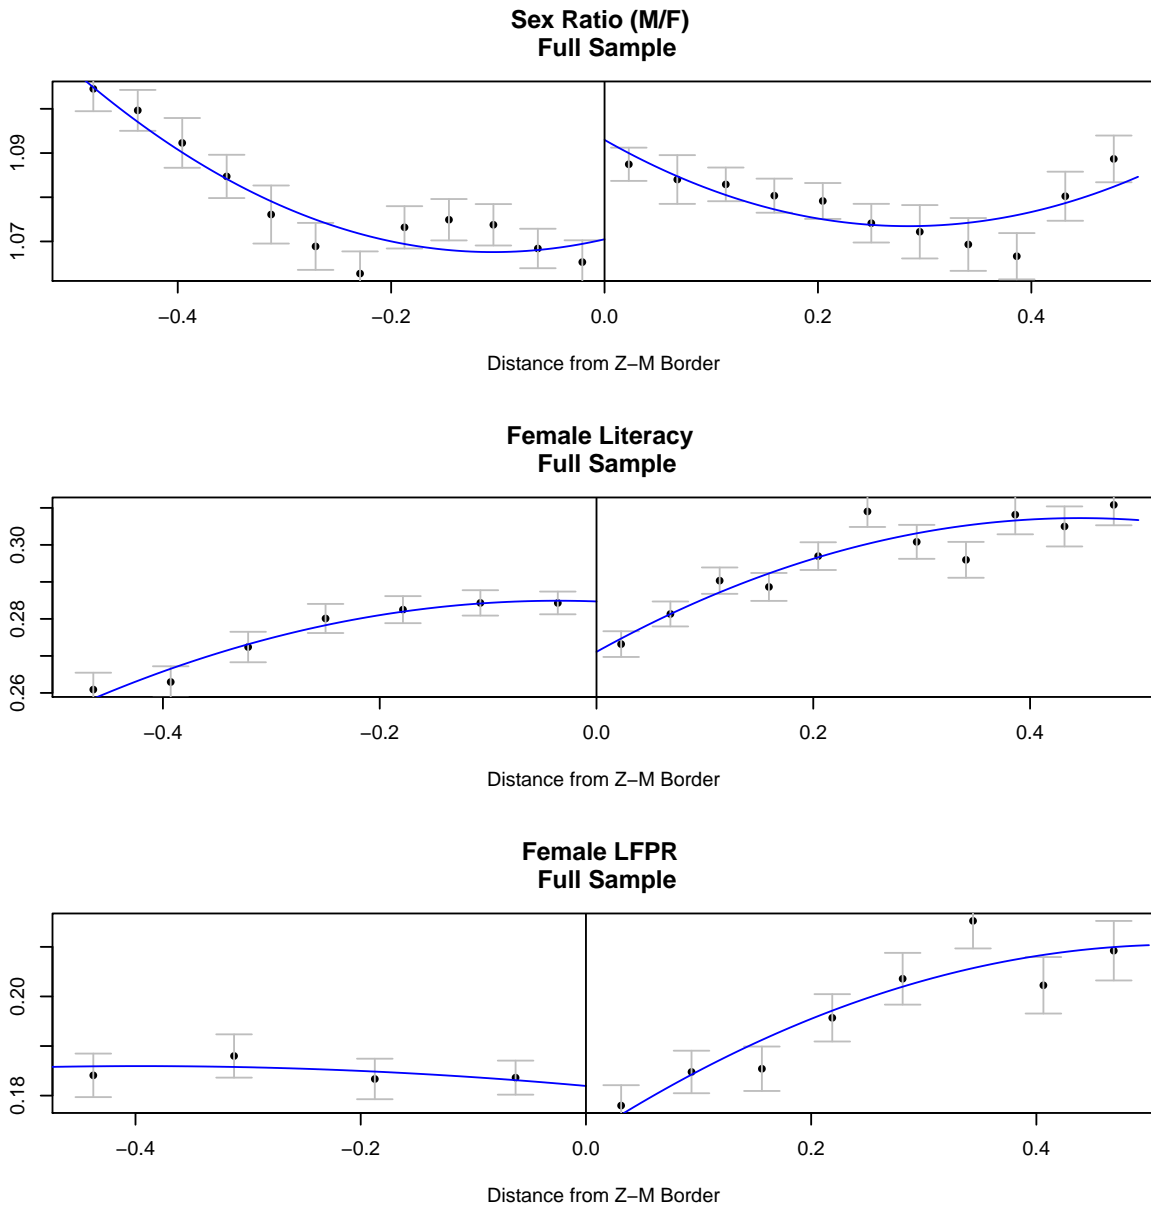 Sex Ratio (M/F)
Full Sample
1.09
1.07
−0.4 −0.2 0.0 0.2 0.4
Distance from Z−M Border
Female Literacy
Full Sample
0.30
0.28
0.26
−0.4 −0.2 0.0 0.2 0.4
Distance from Z−M Border
Female LFPR
Full Sample
0.20
0.18
−0.4 −0.2 0.0 0.2 0.4
Distance from Z−M Border